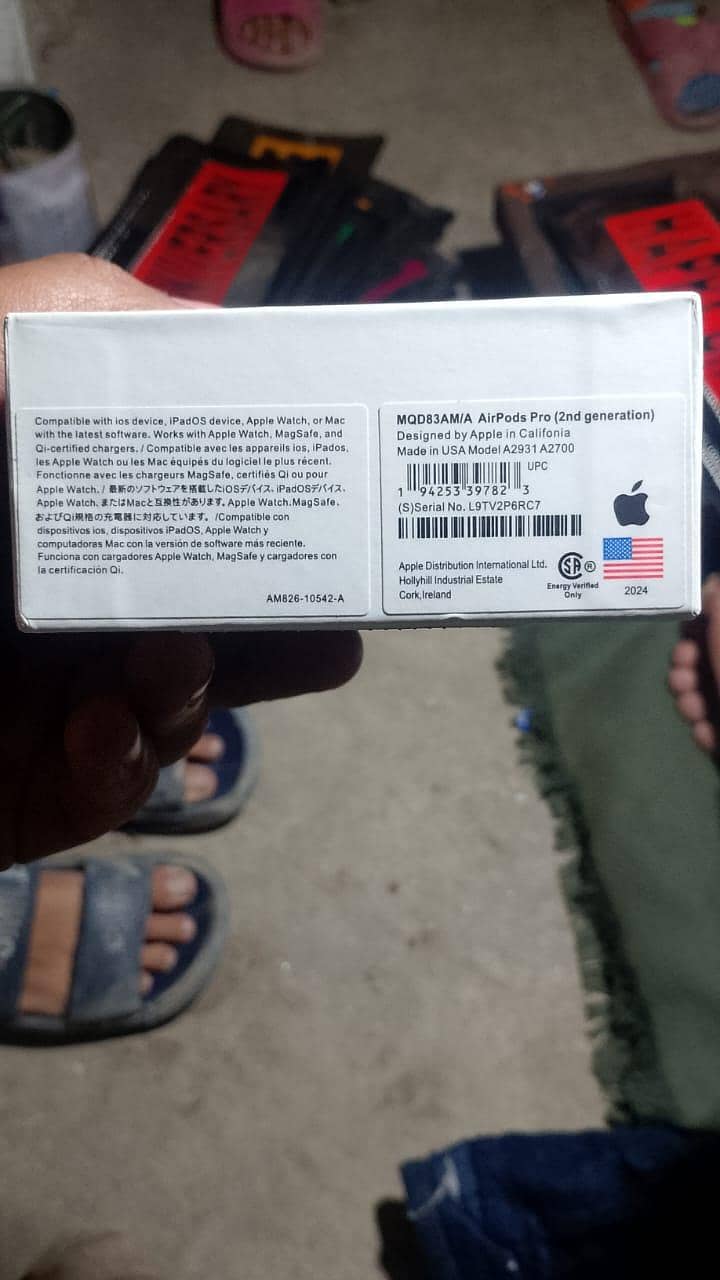 Compatible with ios device, iPadOS device, Apple Watch, or Mac
with the latest software. Works with Apple Watch, MagSafe, and
Qi-certified chargers. / Compatible avec les appareils ios, iPados,
les Apple Watch ou les Mac équipés du logiciel le plus récent.
Fonctionne avec les chargeurs MagSafe, certifiés Qi ou pour
Apple Watch. / 最新のソフトウェアを搭載したiOSデバイス、iPadOSデバイス、
Apple Watch、またはMacと互換性があります。Apple Watch、MagSafe、
およびQi規格の充電器に対応しています。/Compatible con
dispositivos ios, dispositivos iPadOS, Apple Watch y
computadoras Mac con la versión de software más reciente.
Funciona con cargadores Apple Watch, MagSafe y cargadores con
la certificación Qi.
AM826-10542-A
MQD83AM/A AirPods Pro (2nd generation)
Designed by Apple in Califonia
Made in USA Model A2931 A2700
UPC
1 94253 39782 3
(S)Serial No. L9TV2P6RC7
Apple Distribution International Ltd.
Hollyhill Industrial Estate
Cork,Ireland
SA ®
Energy Verified
Only
2024